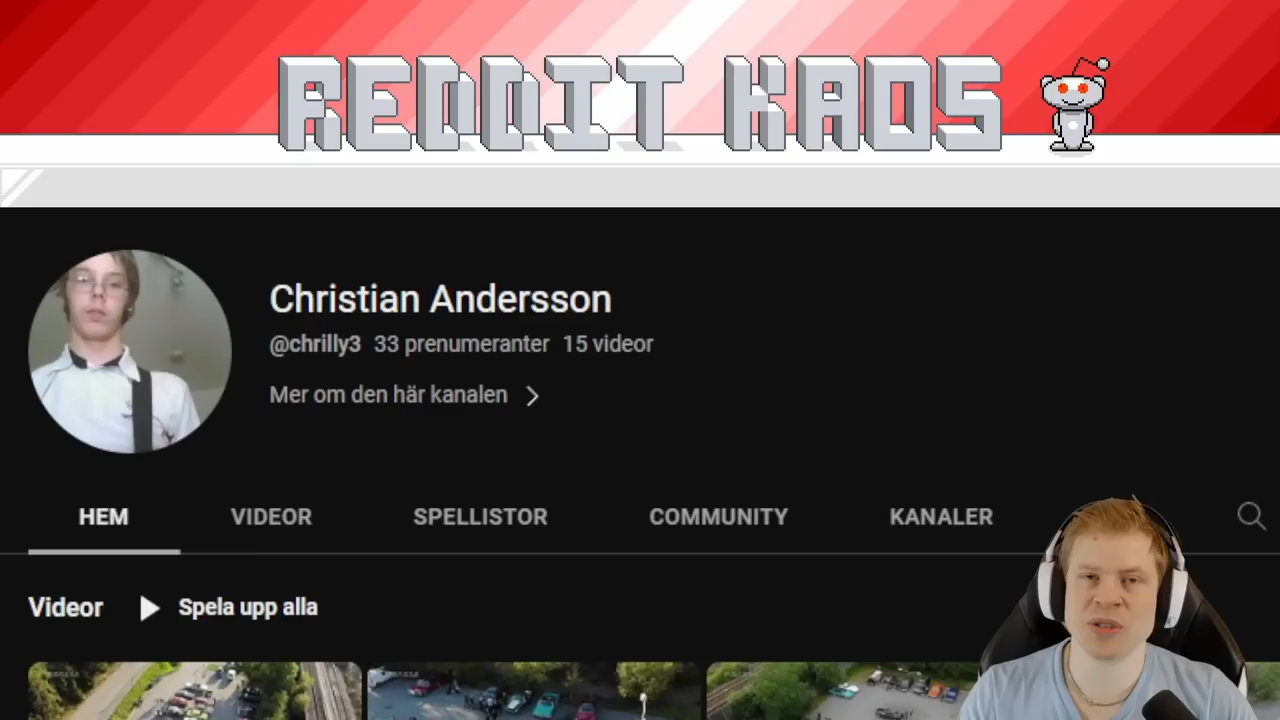 REDDIT KAOS
Christian Andersson
@chrilly3 33 prenumeranter 15 videor
Mer om den här kanalen
HEM VIDEOR SPELLISTOR COMMUNITY KANALER
Videor Spela upp alla